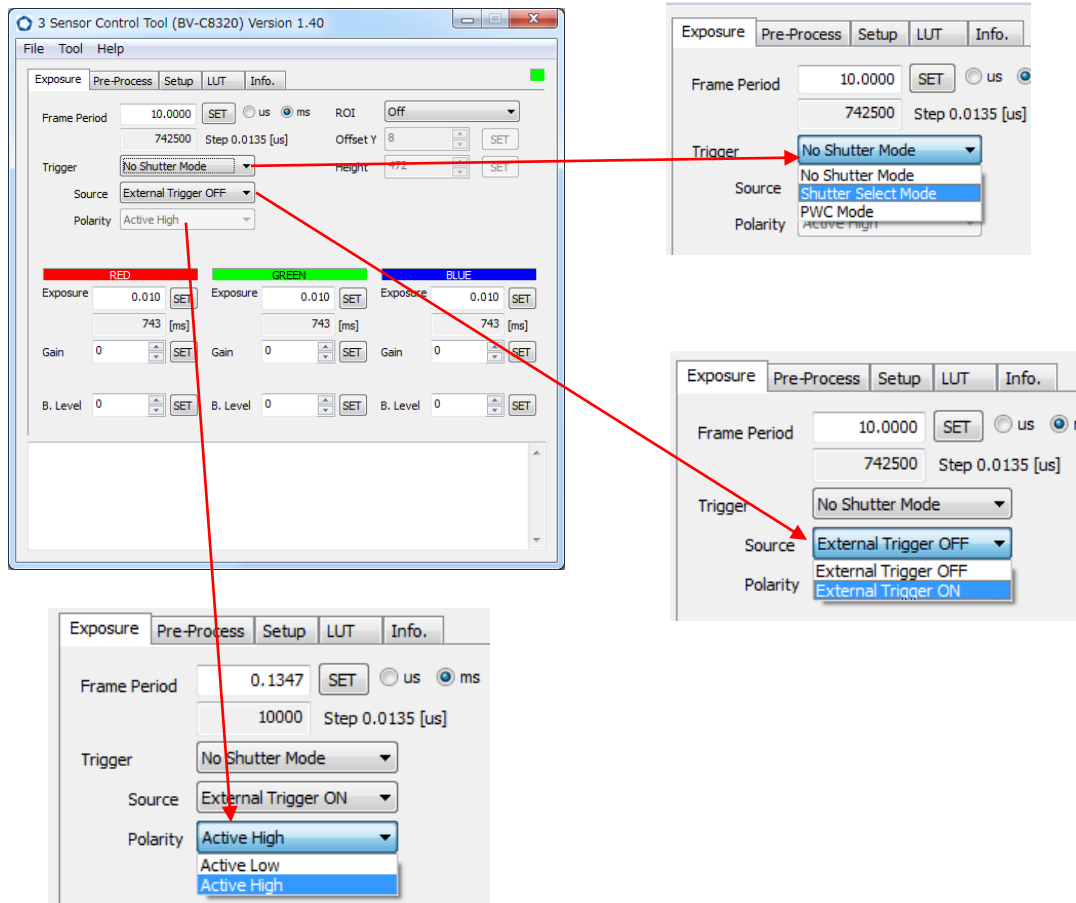 3 Sensor Control Tool (BV-C8320) Version 1.40
File Tool Help
Exposure Pre-Process Setup LUT Info.
Frame Period 10.0000 SET us ms ROI Off
742500 Step 0.0135 [us] Offset Y 8 SET
Trigger No Shutter Mode Height 472 SET
Source External Trigger OFF
Polarity Active High
RED GREEN BLUE
Exposure 0.010 SET Exposure 0.010 SET Exposure 0.010 SET
743 [ms] 743 [ms] 743 [ms]
Gain 0 SET Gain 0 SET Gain 0 SET
B. Level 0 SET B. Level 0 SET B. Level 0 SET
Exposure Pre-Process Setup LUT Info.
Frame Period 10.0000 SET us
742500 Step 0.0135 [us]
Trigger No Shutter Mode
No Shutter Mode
Source Shutter Select Mode
PWC Mode
Polarity Active High
Exposure Pre-Process Setup LUT Info.
Frame Period 10.0000 SET us
742500 Step 0.0135 [us]
Trigger No Shutter Mode
Source External Trigger OFF
External Trigger OFF
Polarity External Trigger ON
Exposure Pre-Process Setup LUT Info.
Frame Period 0.1347 SET us ms
10000 Step 0.0135 [us]
Trigger No Shutter Mode
Source External Trigger ON
Polarity Active High
Active Low
Active High